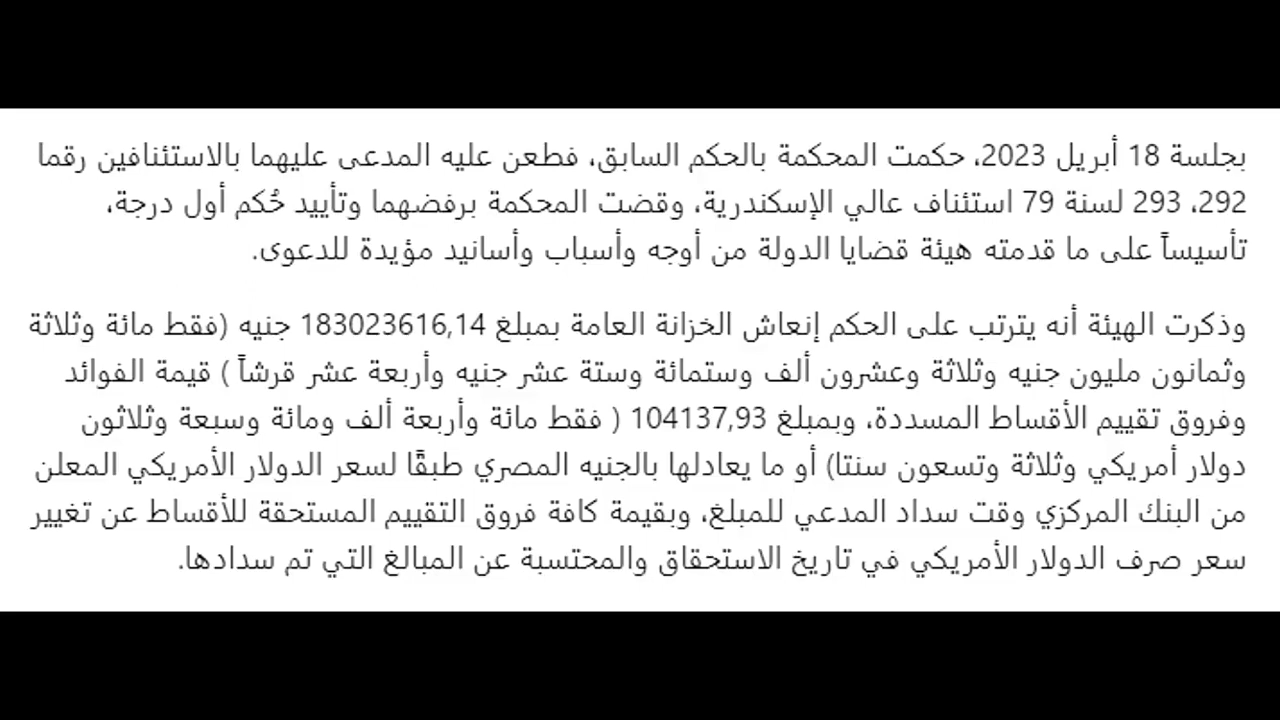 بجلسة 18 أبريل 2023، حكمت المحكمة بالحكم السابق، فطعن عليه المدعى عليهما بالاستئنافين رقما
292، 293 لسنة 79 استئناف عالي الإسكندرية، وقضت المحكمة برفضهما وتأييد حُكم أول درجة،
تأسيساً على ما قدمته هيئة قضايا الدولة من أوجه وأسباب وأسانيد مؤيدة للدعوى.
وذكرت الهيئة أنه يترتب على الحكم إنعاش الخزانة العامة بمبلغ 183023616,14 جنيه (فقط مائة وثلاثة
وثمانون مليون جنيه وثلاثة وعشرون ألف وستمائة وستة عشر جنيه وأربعة عشر قرشاً ) قيمة الفوائد
وفروق تقييم الأقساط المسددة، وبمبلغ 104137,93 ( فقط مائة وأربعة ألف ومائة وسبعة وثلاثون
دولار أمريكي وثلاثة وتسعون سنتا) أو ما يعادلها بالجنيه المصري طبقًا لسعر الدولار الأمريكي المعلن
من البنك المركزي وقت سداد المدعي للمبلغ، وبقيمة كافة فروق التقييم المستحقة للأقساط عن تغيير
سعر صرف الدولار الأمريكي في تاريخ الاستحقاق والمحتسبة عن المبالغ التي تم سدادها.